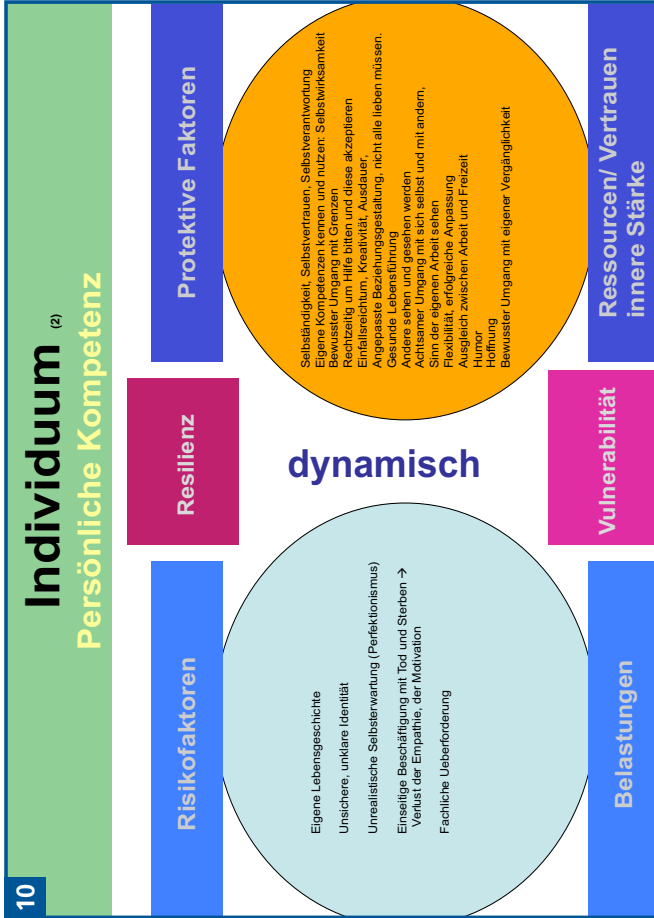 10
Individuum (2)
Persönliche Kompetenz
Risikofaktoren
Resilienz
Protektive Faktoren
Eigene Lebensgeschichte
Unsichere, unklare Identität
Unrealistische Selbsterwartung (Perfektionismus)
Einseitige Beschäftigung mit Tod und Sterben →
Verlust der Empathie, der Motivation
Fachliche Ueberforderung
dynamisch
Selbständigkeit, Selbstvertrauen, Selbstverantwortung
Eigene Kompetenzen kennen und nutzen: Selbstwirksamkeit
Bewusster Umgang mit Grenzen
Rechtzeitig um Hilfe bitten und diese akzeptieren
Einfallsreichtum, Kreativität, Ausdauer,
Angepasste Beziehungsgestaltung, nicht alle lieben müssen.
Gesunde Lebensführung
Andere sehen und gesehen werden
Achtsamer Umgang mit sich selbst und mit andern,
Sinn der eigenen Arbeit sehen
Flexibilität, erfolgreiche Anpassung
Ausgleich zwischen Arbeit und Freizeit
Humor
Hoffnung
Bewusster Umgang mit eigener Vergänglichkeit
Belastungen
Vulnerabilität
Ressourcen/ Vertrauen
innere Stärke